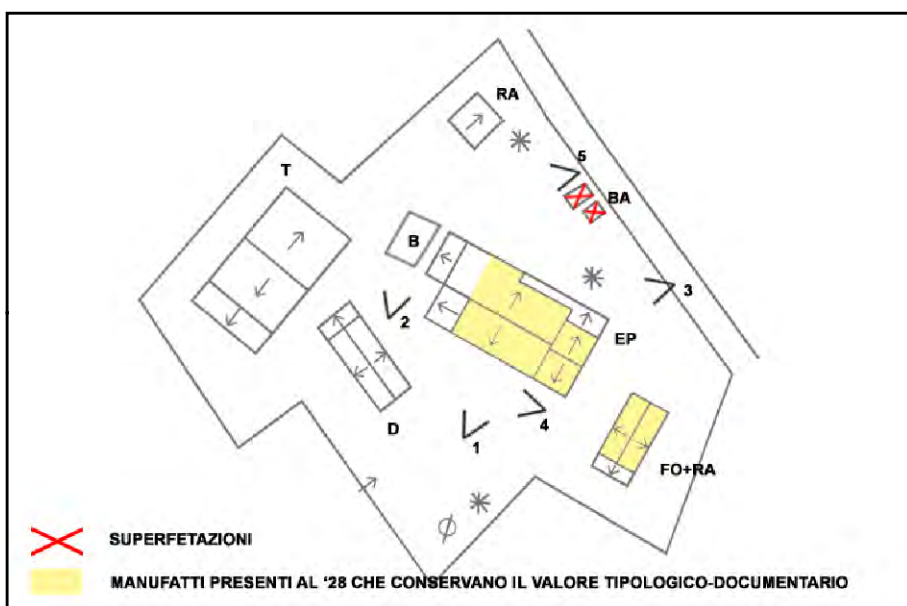 RA
5
T
BA
B
3
2
EP
D
4
1
FO+RA
SUPERFETAZIONI
MANUFATTI PRESENTI AL '28 CHE CONSERVANO IL VALORE TIPOLOGICO-DOCUMENTARIO